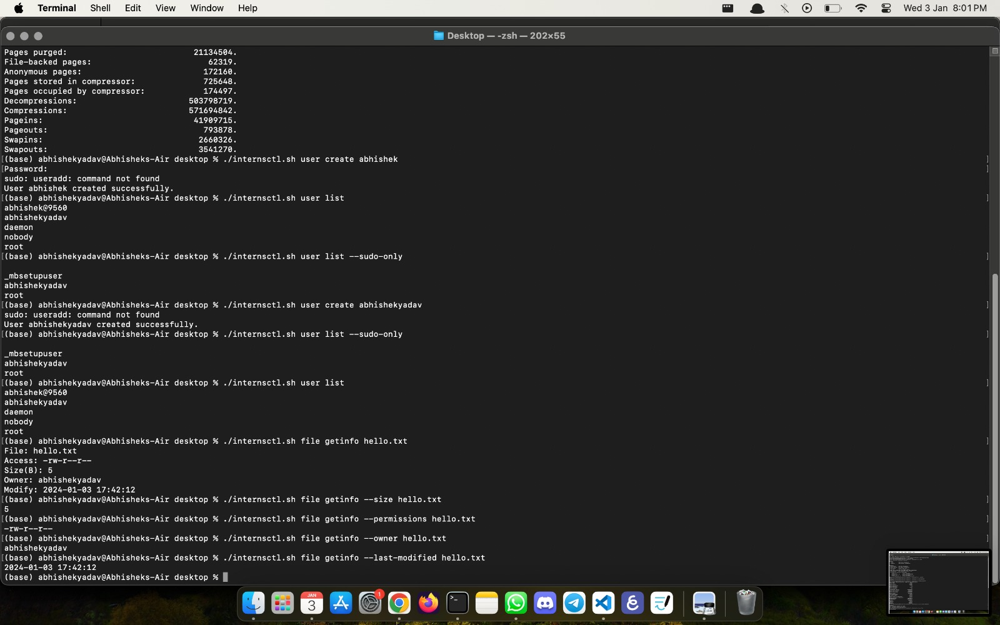 Terminal Shell Edit View Window Help Wed 3 Jan 8:01 PM
Desktop — -zsh — 202×55
Pages purged: 21134504.
File-backed pages: 62319.
Anonymous pages: 172160.
Pages stored in compressor: 725648.
Pages occupied by compressor: 174497.
Decompressions: 503798719.
Compressions: 571694842.
Pageins: 41909715.
Pageouts: 793878.
Swapins: 2660326.
Swapouts: 3541270.
[(base) abhishekyadav@Abhisheks-Air desktop % ./internsctl.sh user create abhishek ]
[Password: ]
sudo: useradd: command not found
User abhishek created successfully.
[(base) abhishekyadav@Abhisheks-Air desktop % ./internsctl.sh user list ]
abhishek@9560
abhishekyadav
daemon
nobody
root
[(base) abhishekyadav@Abhisheks-Air desktop % ./internsctl.sh user list --sudo-only ]
_mbsetupuser
abhishekyadav
root
[(base) abhishekyadav@Abhisheks-Air desktop % ./internsctl.sh user create abhishekyadav ]
sudo: useradd: command not found
User abhishekyadav created successfully.
[(base) abhishekyadav@Abhisheks-Air desktop % ./internsctl.sh user list --sudo-only ]
_mbsetupuser
abhishekyadav
root
[(base) abhishekyadav@Abhisheks-Air desktop % ./internsctl.sh user list ]
abhishek@9560
abhishekyadav
daemon
nobody
root
[(base) abhishekyadav@Abhisheks-Air desktop % ./internsctl.sh file getinfo hello.txt ]
File: hello.txt
Access: -rw-r--r--
Size(B): 5
Owner: abhishekyadav
Modify: 2024-01-03 17:42:12
[(base) abhishekyadav@Abhisheks-Air desktop % ./internsctl.sh file getinfo --size hello.txt ]
5
[(base) abhishekyadav@Abhisheks-Air desktop % ./internsctl.sh file getinfo --permissions hello.txt ]
-rw-r--r--
[(base) abhishekyadav@Abhisheks-Air desktop % ./internsctl.sh file getinfo --owner hello.txt ]
abhishekyadav
[(base) abhishekyadav@Abhisheks-Air desktop % ./internsctl.sh file getinfo --last-modified hello.txt
2024-01-03 17:42:12
(base) abhishekyadav@Abhisheks-Air desktop %
JAN
3
1